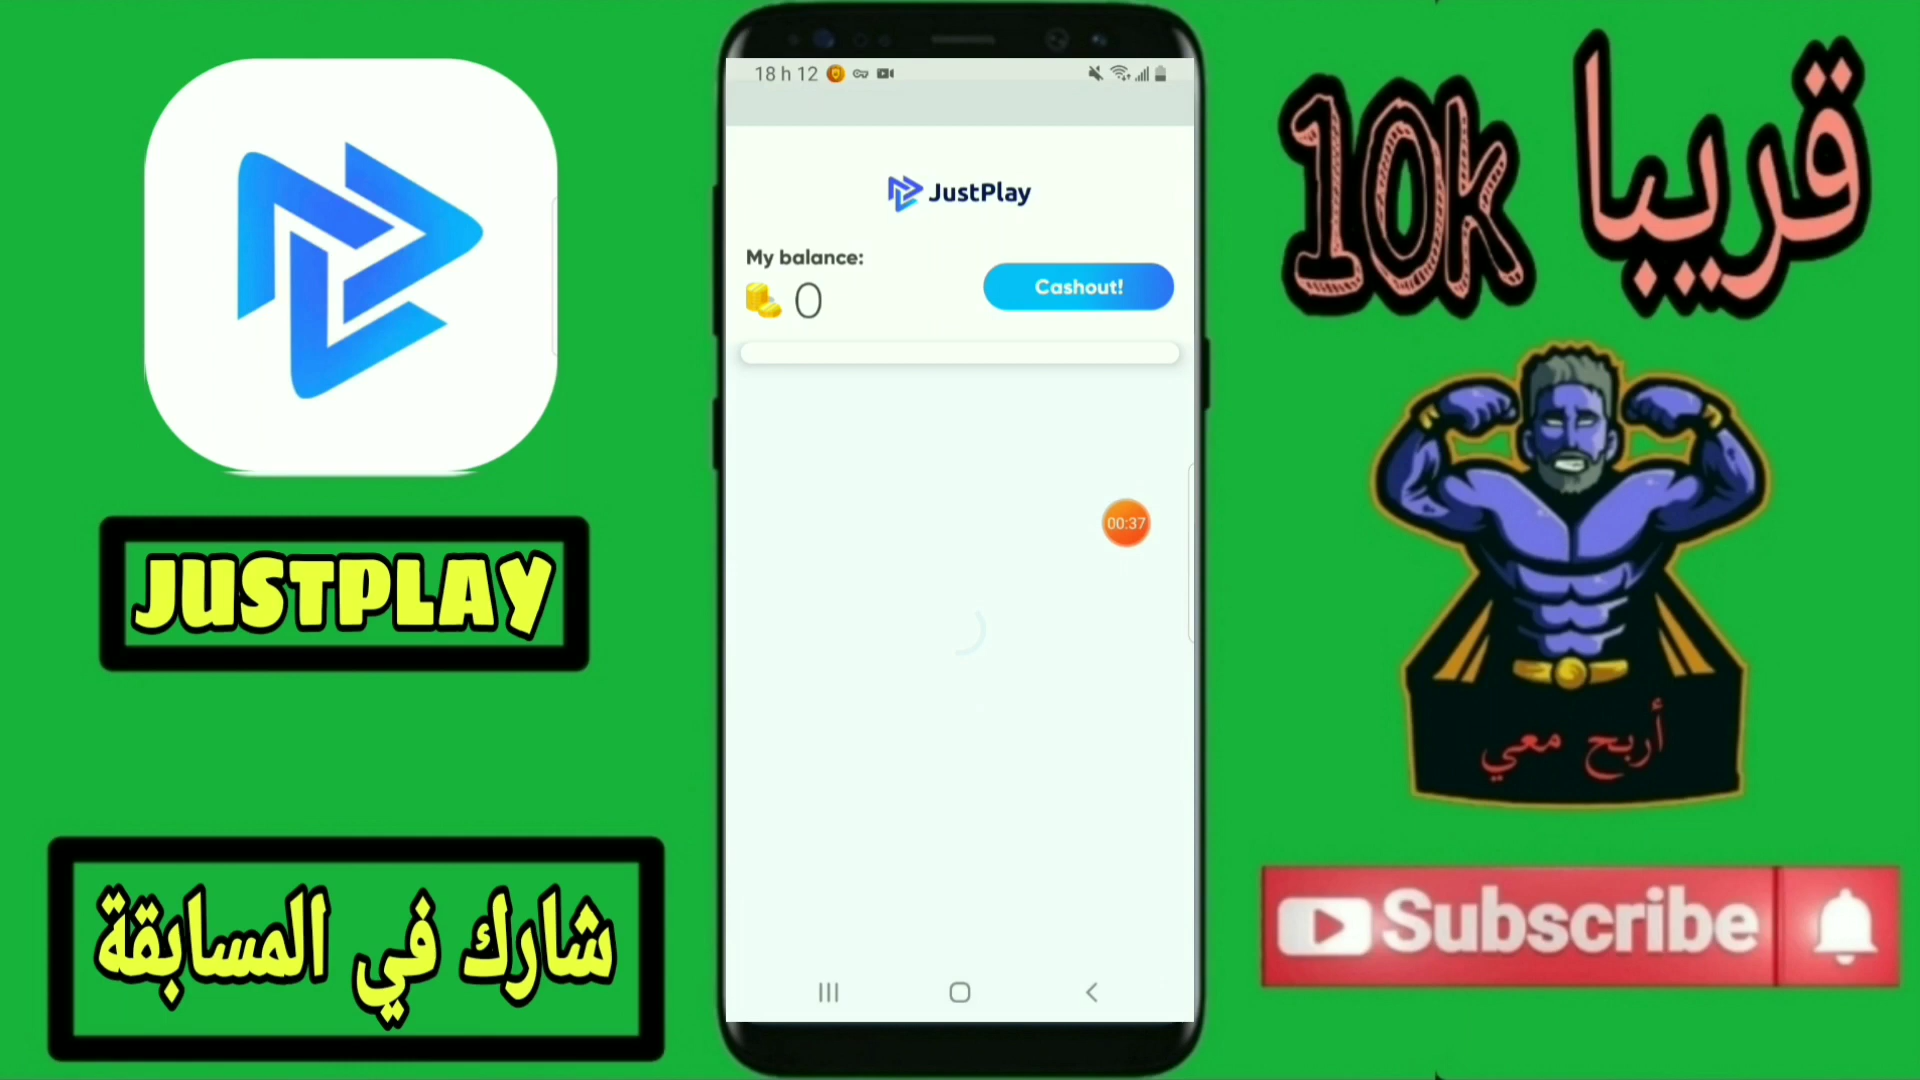 JUSTPLAY
شارك في المسابقة
18 h 12
JustPlay
My balance:
0
Cashout!
00:37
قريبا 10k
أربح معي
Subscribe